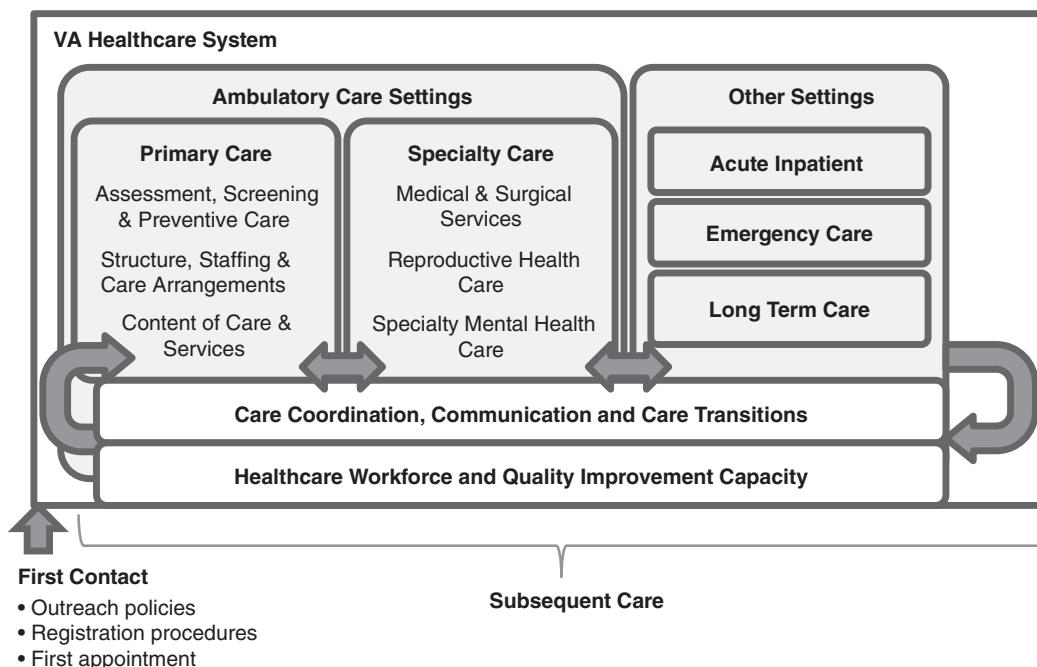 VA Healthcare System
Ambulatory Care Settings
Primary Care
Assessment, Screening
& Preventive Care
Structure, Staffing &
Care Arrangements
Content of Care &
Services
Specialty Care
Medical & Surgical
Services
Reproductive Health
Care
Specialty Mental Health
Care
Other Settings
Acute Inpatient
Emergency Care
Long Term Care
Care Coordination, Communication and Care Transitions
Healthcare Workforce and Quality Improvement Capacity
First Contact
• Outreach policies
• Registration procedures
• First appointment
Subsequent Care